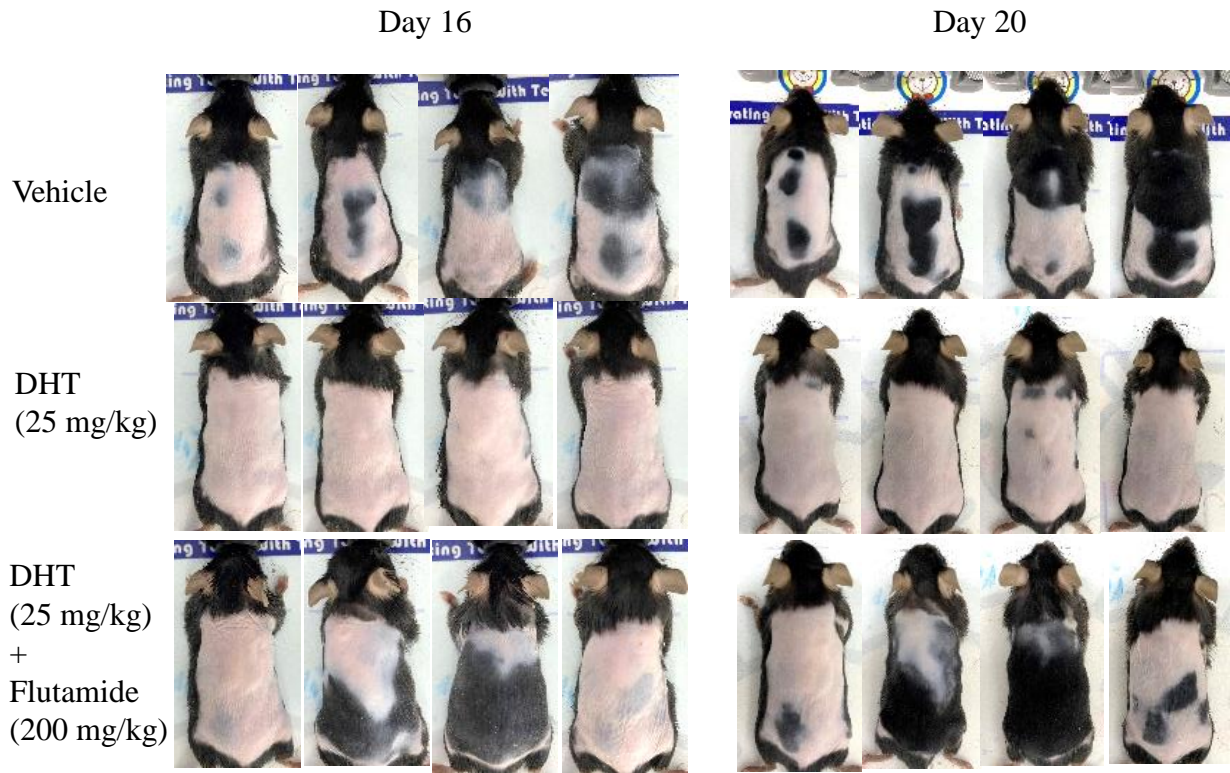 Day 16
Day 20
Vehicle
DHT
(25 mg/kg)
DHT
(25 mg/kg)
+
Flutamide
(200 mg/kg)